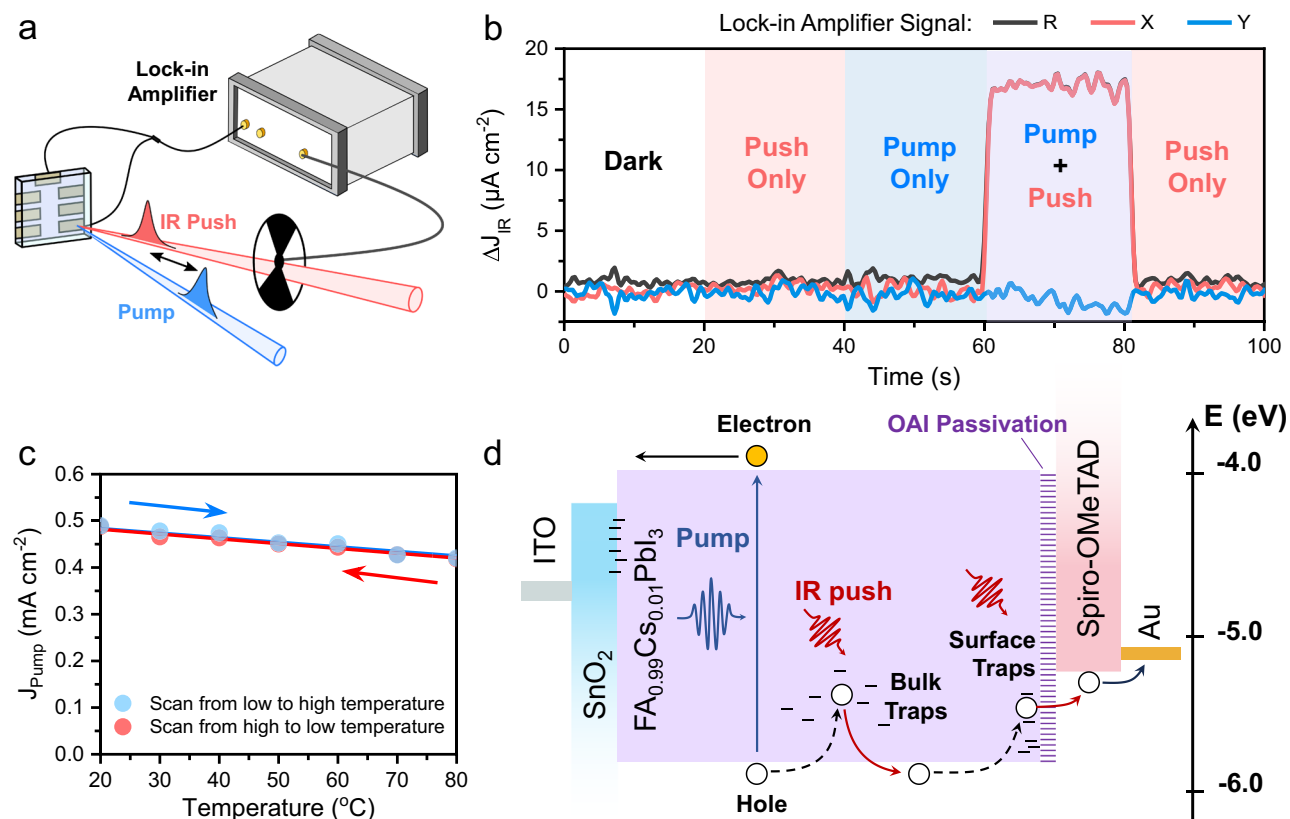 a
Lock-in
Amplifier
IR Push
Pump
b
Lock-in Amplifier Signal: R X Y
ΔJ_IR (µA cm⁻²)
20
15
10
5
0
Dark
Push
Only
Pump
Only
Pump
+
Push
Push
Only
0 20 40 60 80 100
Time (s)
c
J_Pump (mA cm⁻²)
0.6
0.5
0.4
0.3
0.2
0.1
0.0
Scan from low to high temperature
Scan from high to low temperature
20 30 40 50 60 70 80
Temperature (°C)
d
Electron
OAI Passivation
E (eV)
-4.0
-5.0
-6.0
ITO
SnO₂
FA₀.₉₉Cs₀.₀₁PbI₃
Pump
IR push
Bulk
Traps
Surface
Traps
Spiro-OMeTAD
Au
Hole